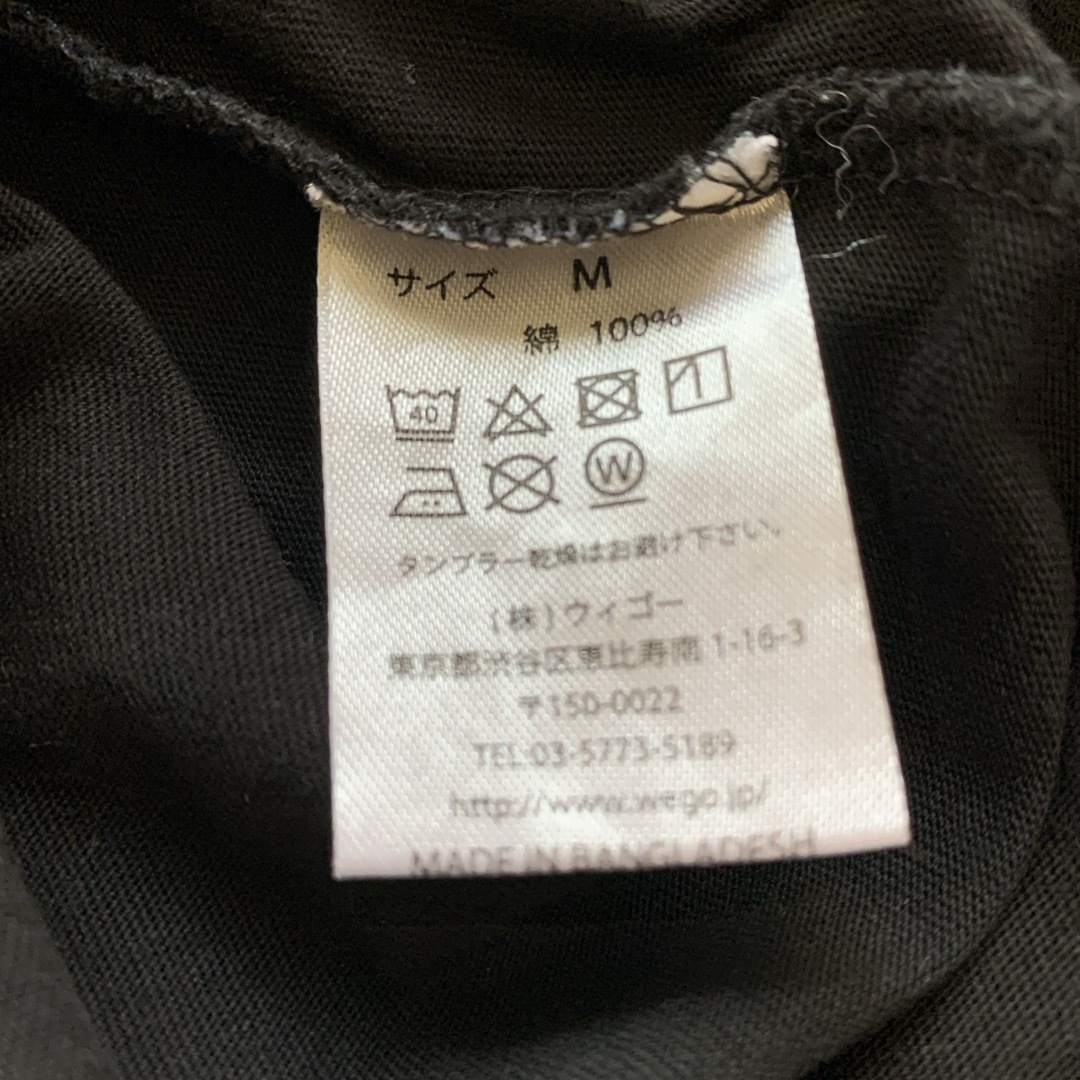 サイズ M
綿 100%
40
W
タンブラー乾燥はお避け下さい。
(株)ウィゴー
東京都渋谷区恵比寿南 1-16-3
〒150-0022
TEL:03-5773-5189
http://www.wego.jp/
MADE IN BANGLADESH